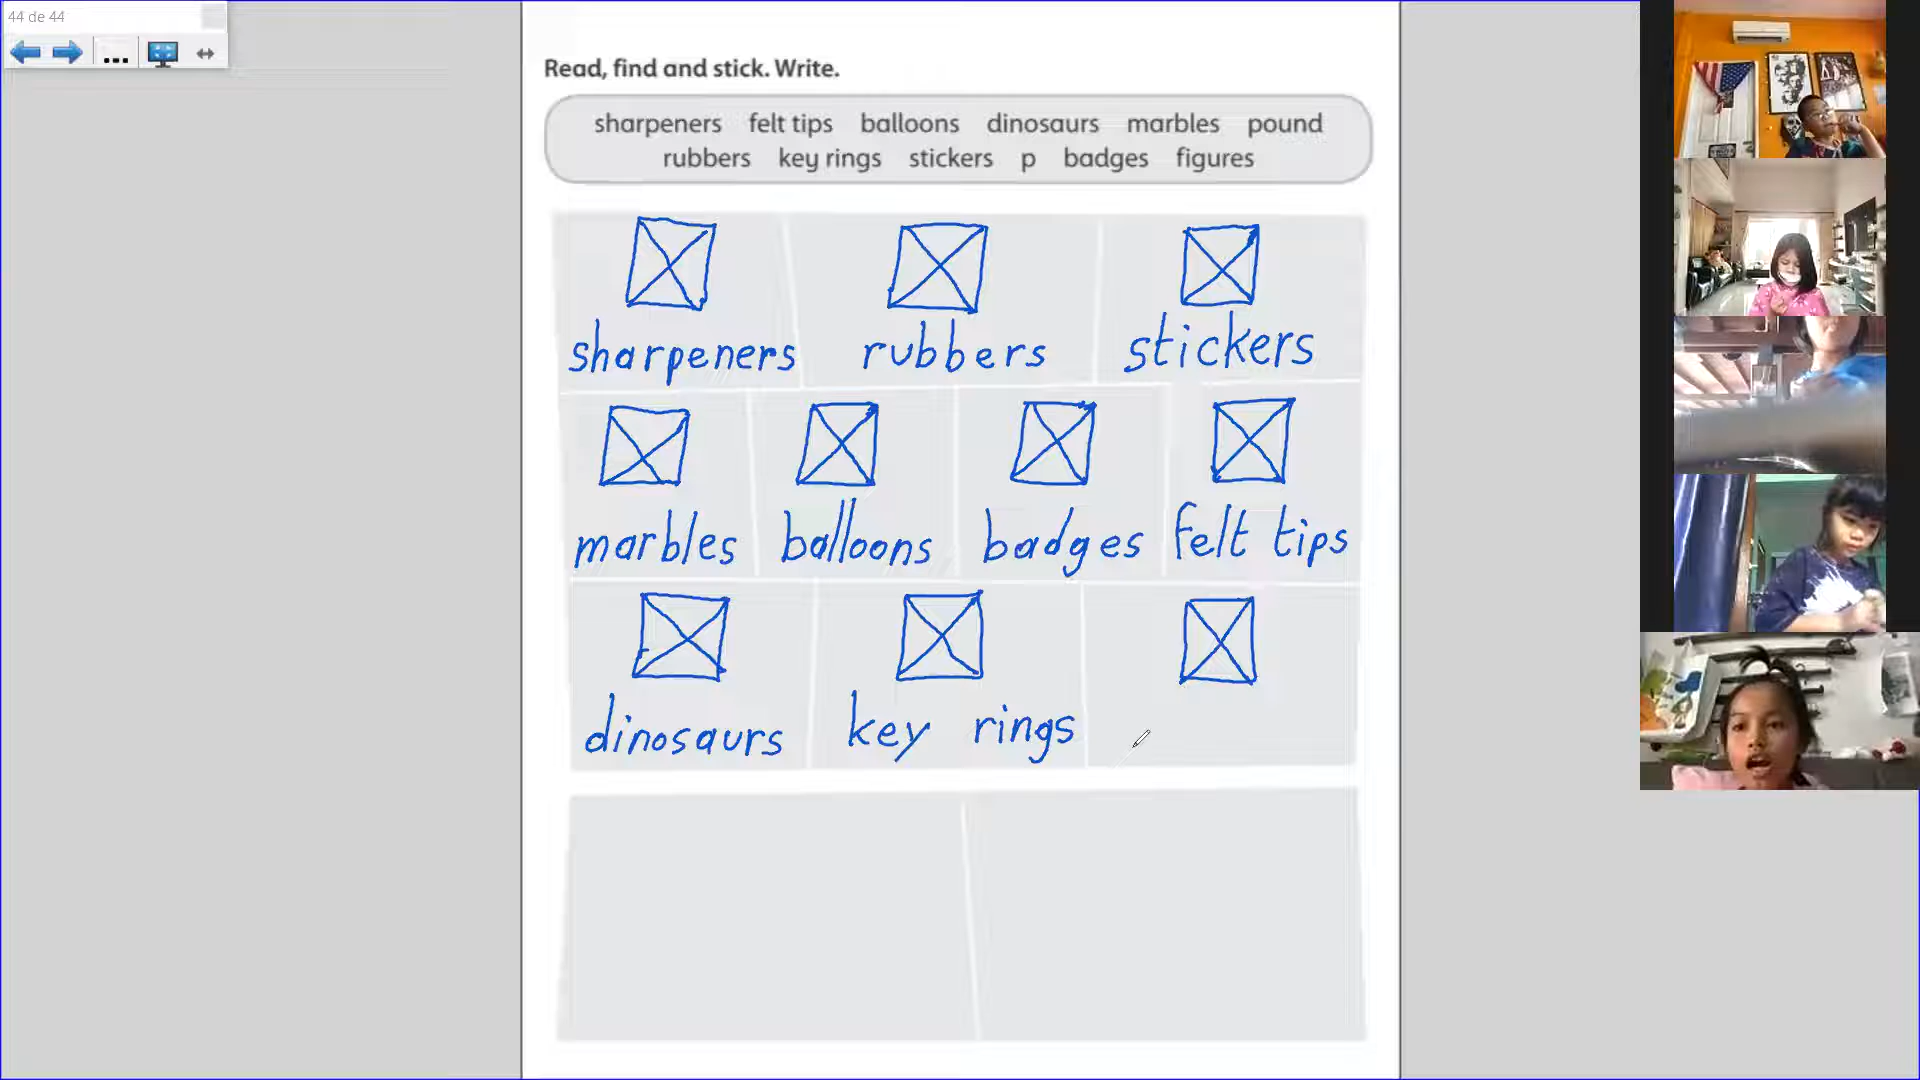 44 de 44
Read, find and stick. Write.
sharpeners felt tips balloons dinosaurs marbles pound
rubbers key rings stickers p badges figures
sharpeners rubbers stickers
marbles balloons badges felt tips
dinosaurs key rings